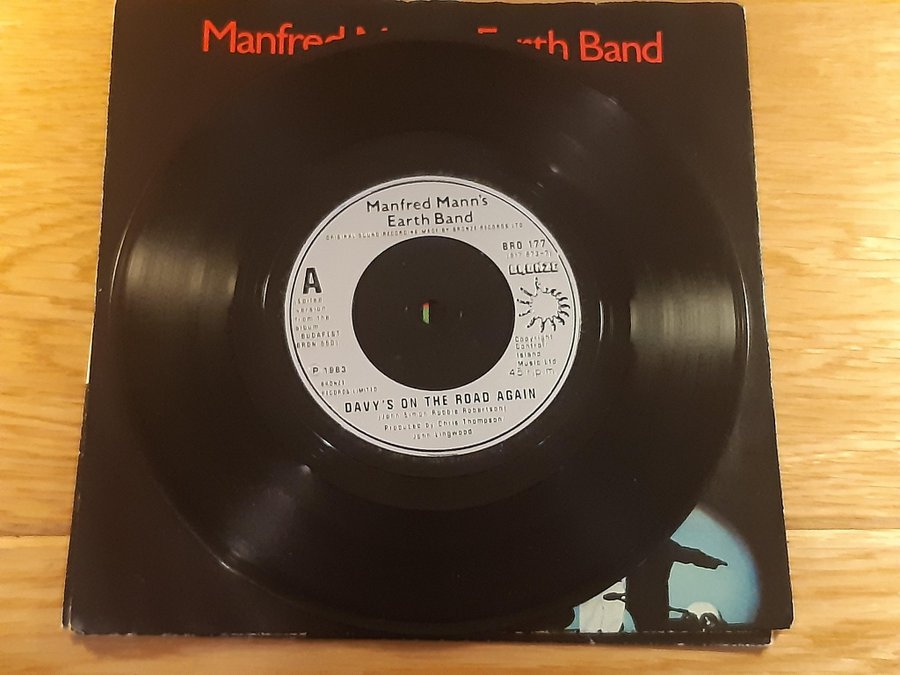 Manfred Mann's Earth Band
Manfred Mann's
Earth Band
ORIGINAL SOUND RECORDING MADE BY BRONZE RECORDS LTD
BRO 177
BRONZE
A
Edited
version
from the
album
BUDAPEST
BRON 550
P 1983
BRONZE
RECORDS LIMITED
Copyright
Control/
Island
Music Ltd
45 r.p.m
DAVY'S ON THE ROAD AGAIN
(John Simon Robbie Robertson)
Produced by Chris Thompson/
John Lingwood